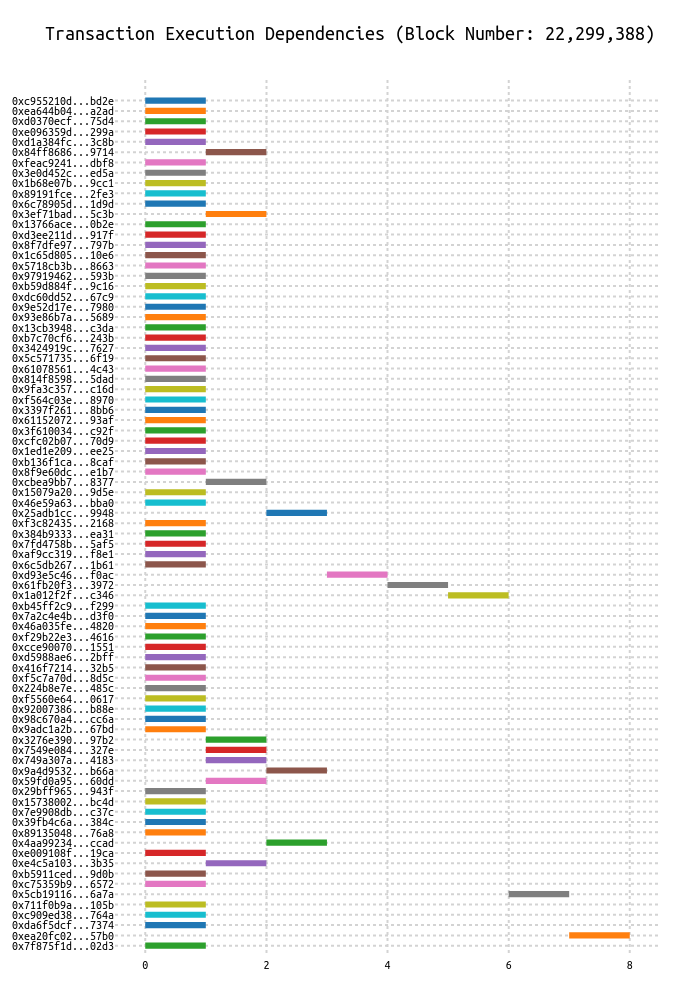 Transaction Execution Dependencies (Block Number: 22,299,388)
0xc955210d...bd2e
0xea644b04...a2ad
0xd0370ecf...75d4
0xe096359d...299a
0xd1a384fc...3c8b
0x84ff8686...9714
0xfeac9241...dbf8
0x3e0d452c...ed5a
0x1b68e07b...9cc1
0x89191fce...2fe3
0x6c78905d...1d9d
0x3ef71bad...5c3b
0x13766ace...0b2e
0xd3ee211d...917f
0x8f7dfe97...797b
0x1c65d805...10e6
0x5718cb3b...8663
0x97919462...593b
0xb59d884f...9c16
0xdc60dd52...67c9
0x9e52d17e...7980
0x93e86b7a...5689
0x13cb3948...c3da
0xb7c70cf6...243b
0x3424919c...7627
0x5c571735...6f19
0x61078561...4c43
0x814f8598...5dad
0x9fa3c357...c16d
0xf564c03e...8970
0x3397f261...8bb6
0x61152072...93af
0x3f610034...c92f
0xcfc02b07...70d9
0x1ed1e209...ee25
0xb136f1ca...8caf
0x8f9e60dc...e1b7
0xcbea9bb7...8377
0x15079a20...9d5e
0x46e59a63...bba0
0x25adb1cc...9948
0xf3c82435...2168
0x384b9333...ea31
0x7fd4758b...5af5
0xaf9cc319...f8e1
0x6c5db267...1b61
0xd93e5c46...f0ac
0x61fb20f3...3972
0x1a012f2f...c346
0xb45ff2c9...f299
0x7a2c4e4b...d3f0
0x46a035fe...4820
0xf29b22e3...4616
0xcce90070...1551
0xd5988ae6...2bff
0x416f7214...32b5
0xf5c7a70d...8d5c
0x224b8e7e...485c
0xf5560e64...0617
0x92007386...b88e
0x98c670a4...cc6a
0x9adc1a2b...67bd
0x3276e390...97b2
0x7549e084...327e
0x749a307a...4183
0x9a4d9532...b66a
0x59fd0a95...60dd
0x29bff965...943f
0x15738002...bc4d
0x7e9908db...c37c
0x39fb4c6a...384c
0x89135048...76a8
0x4aa99234...ccad
0xe009108f...19ca
0xe4c5a103...3b35
0xb5911ced...9d0b
0xc75359b9...6572
0x5cb19116...6a7a
0x711f0b9a...105b
0xc909ed38...764a
0xda6f5dcf...7374
0xea20fc02...57b0
0x7f875f1d...02d3
0 2 4 6 8